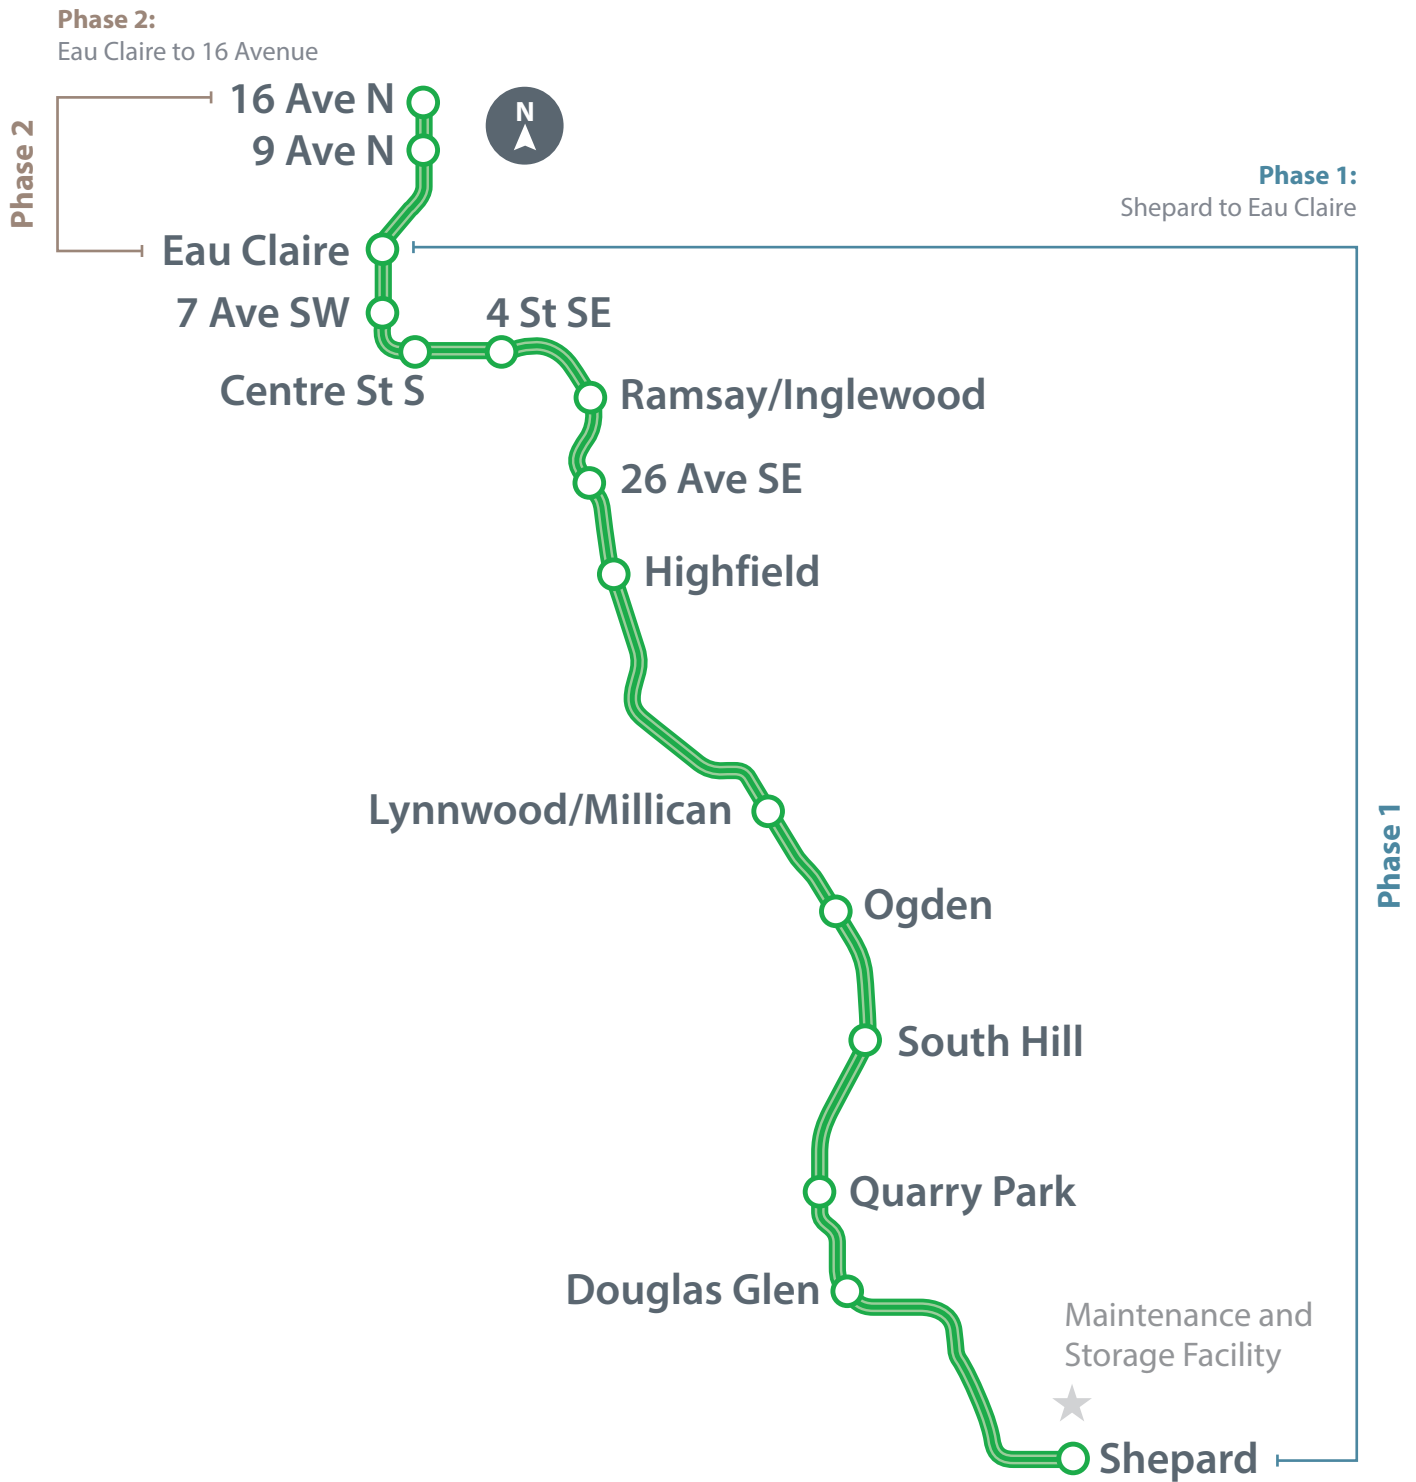 Phase 2:
Eau Claire to 16 Avenue
16 Ave N
N
9 Ave N
Phase 2
Phase 1:
Shepard to Eau Claire
Eau Claire
7 Ave SW
4 St SE
Centre St S
Ramsay/Inglewood
26 Ave SE
Highfield
Lynnwood/Millican
Phase 1
Ogden
South Hill
Quarry Park
Douglas Glen
Maintenance and
Storage Facility
Shepard